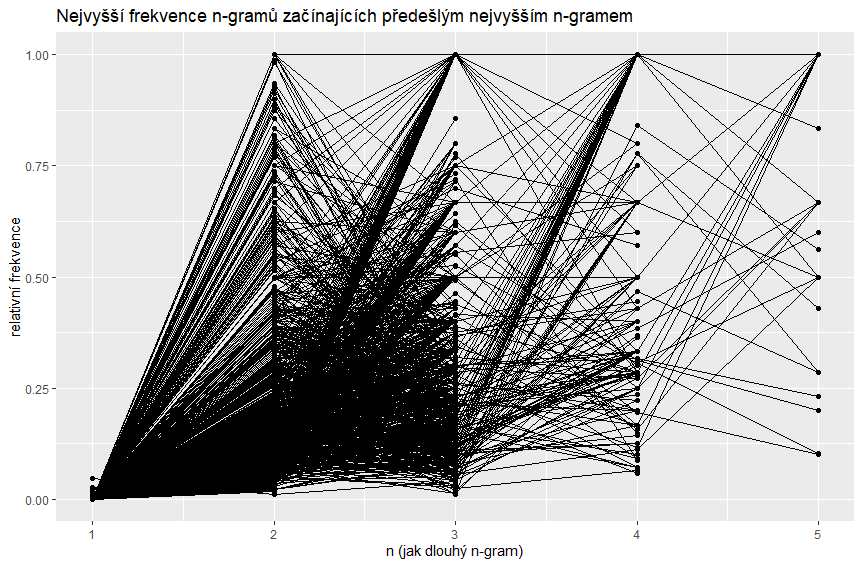 Nejvyšší frekvence n-gramů začínajících předešlým nejvyšším n-gramem
1.00
0.75
0.50
0.25
0.00
relativní frekvence
1 2 3 4 5
n (jak dlouhý n-gram)